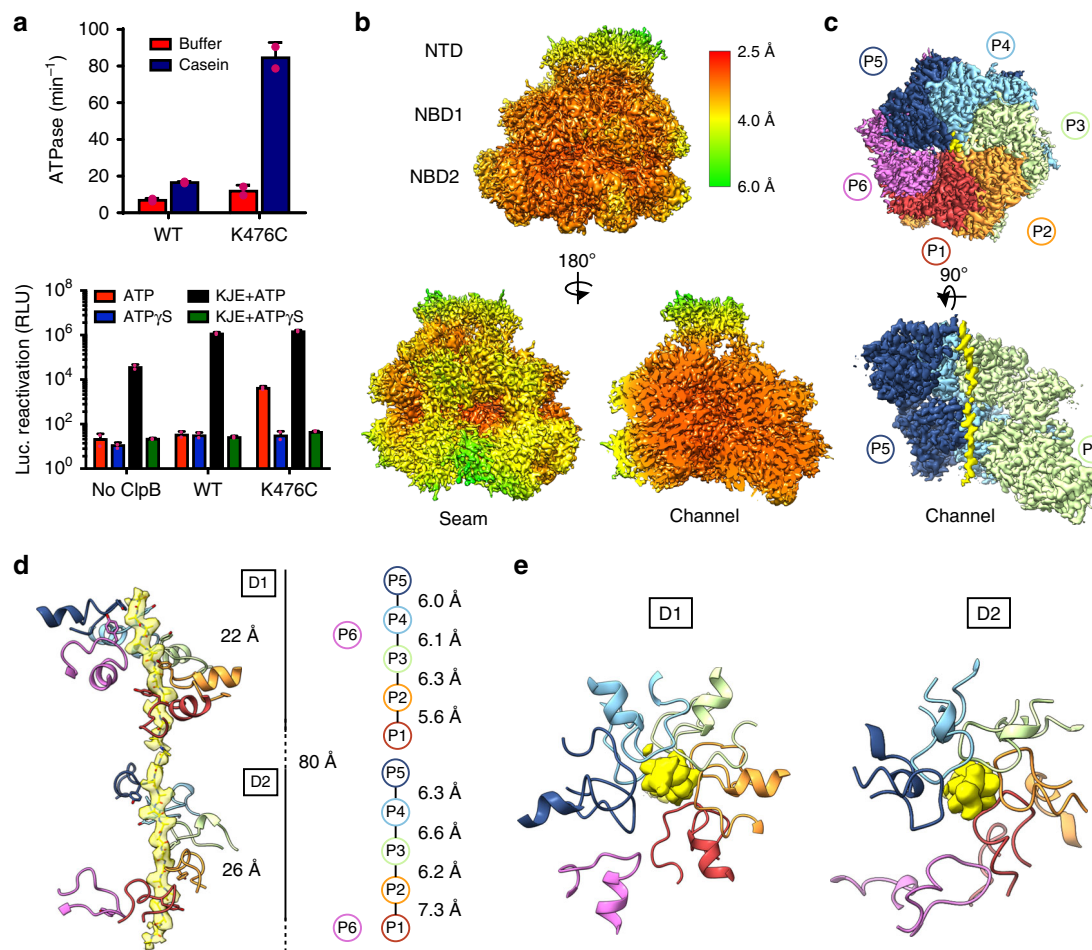 a
Buffer
Casein
ATPase (min⁻¹)
100
80
60
40
20
0
WT
K476C
ATP
ATPγS
KJE+ATP
KJE+ATPγS
Luc. reactivation (RLU)
10⁸
10⁶
10⁴
10²
10⁰
No ClpB
WT
K476C
b
NTD
NBD1
NBD2
2.5 Å
4.0 Å
6.0 Å
180°
Seam
Channel
c
P4
P5
P3
P6
P2
P1
90°
P5
P
Channel
d
D1
22 Å
80 Å
D2
26 Å
P5
6.0 Å
P4
P6
6.1 Å
P3
6.3 Å
P2
5.6 Å
P1
P5
6.3 Å
P4
6.6 Å
P3
6.2 Å
P2
7.3 Å
P6
P1
e
D1
D2